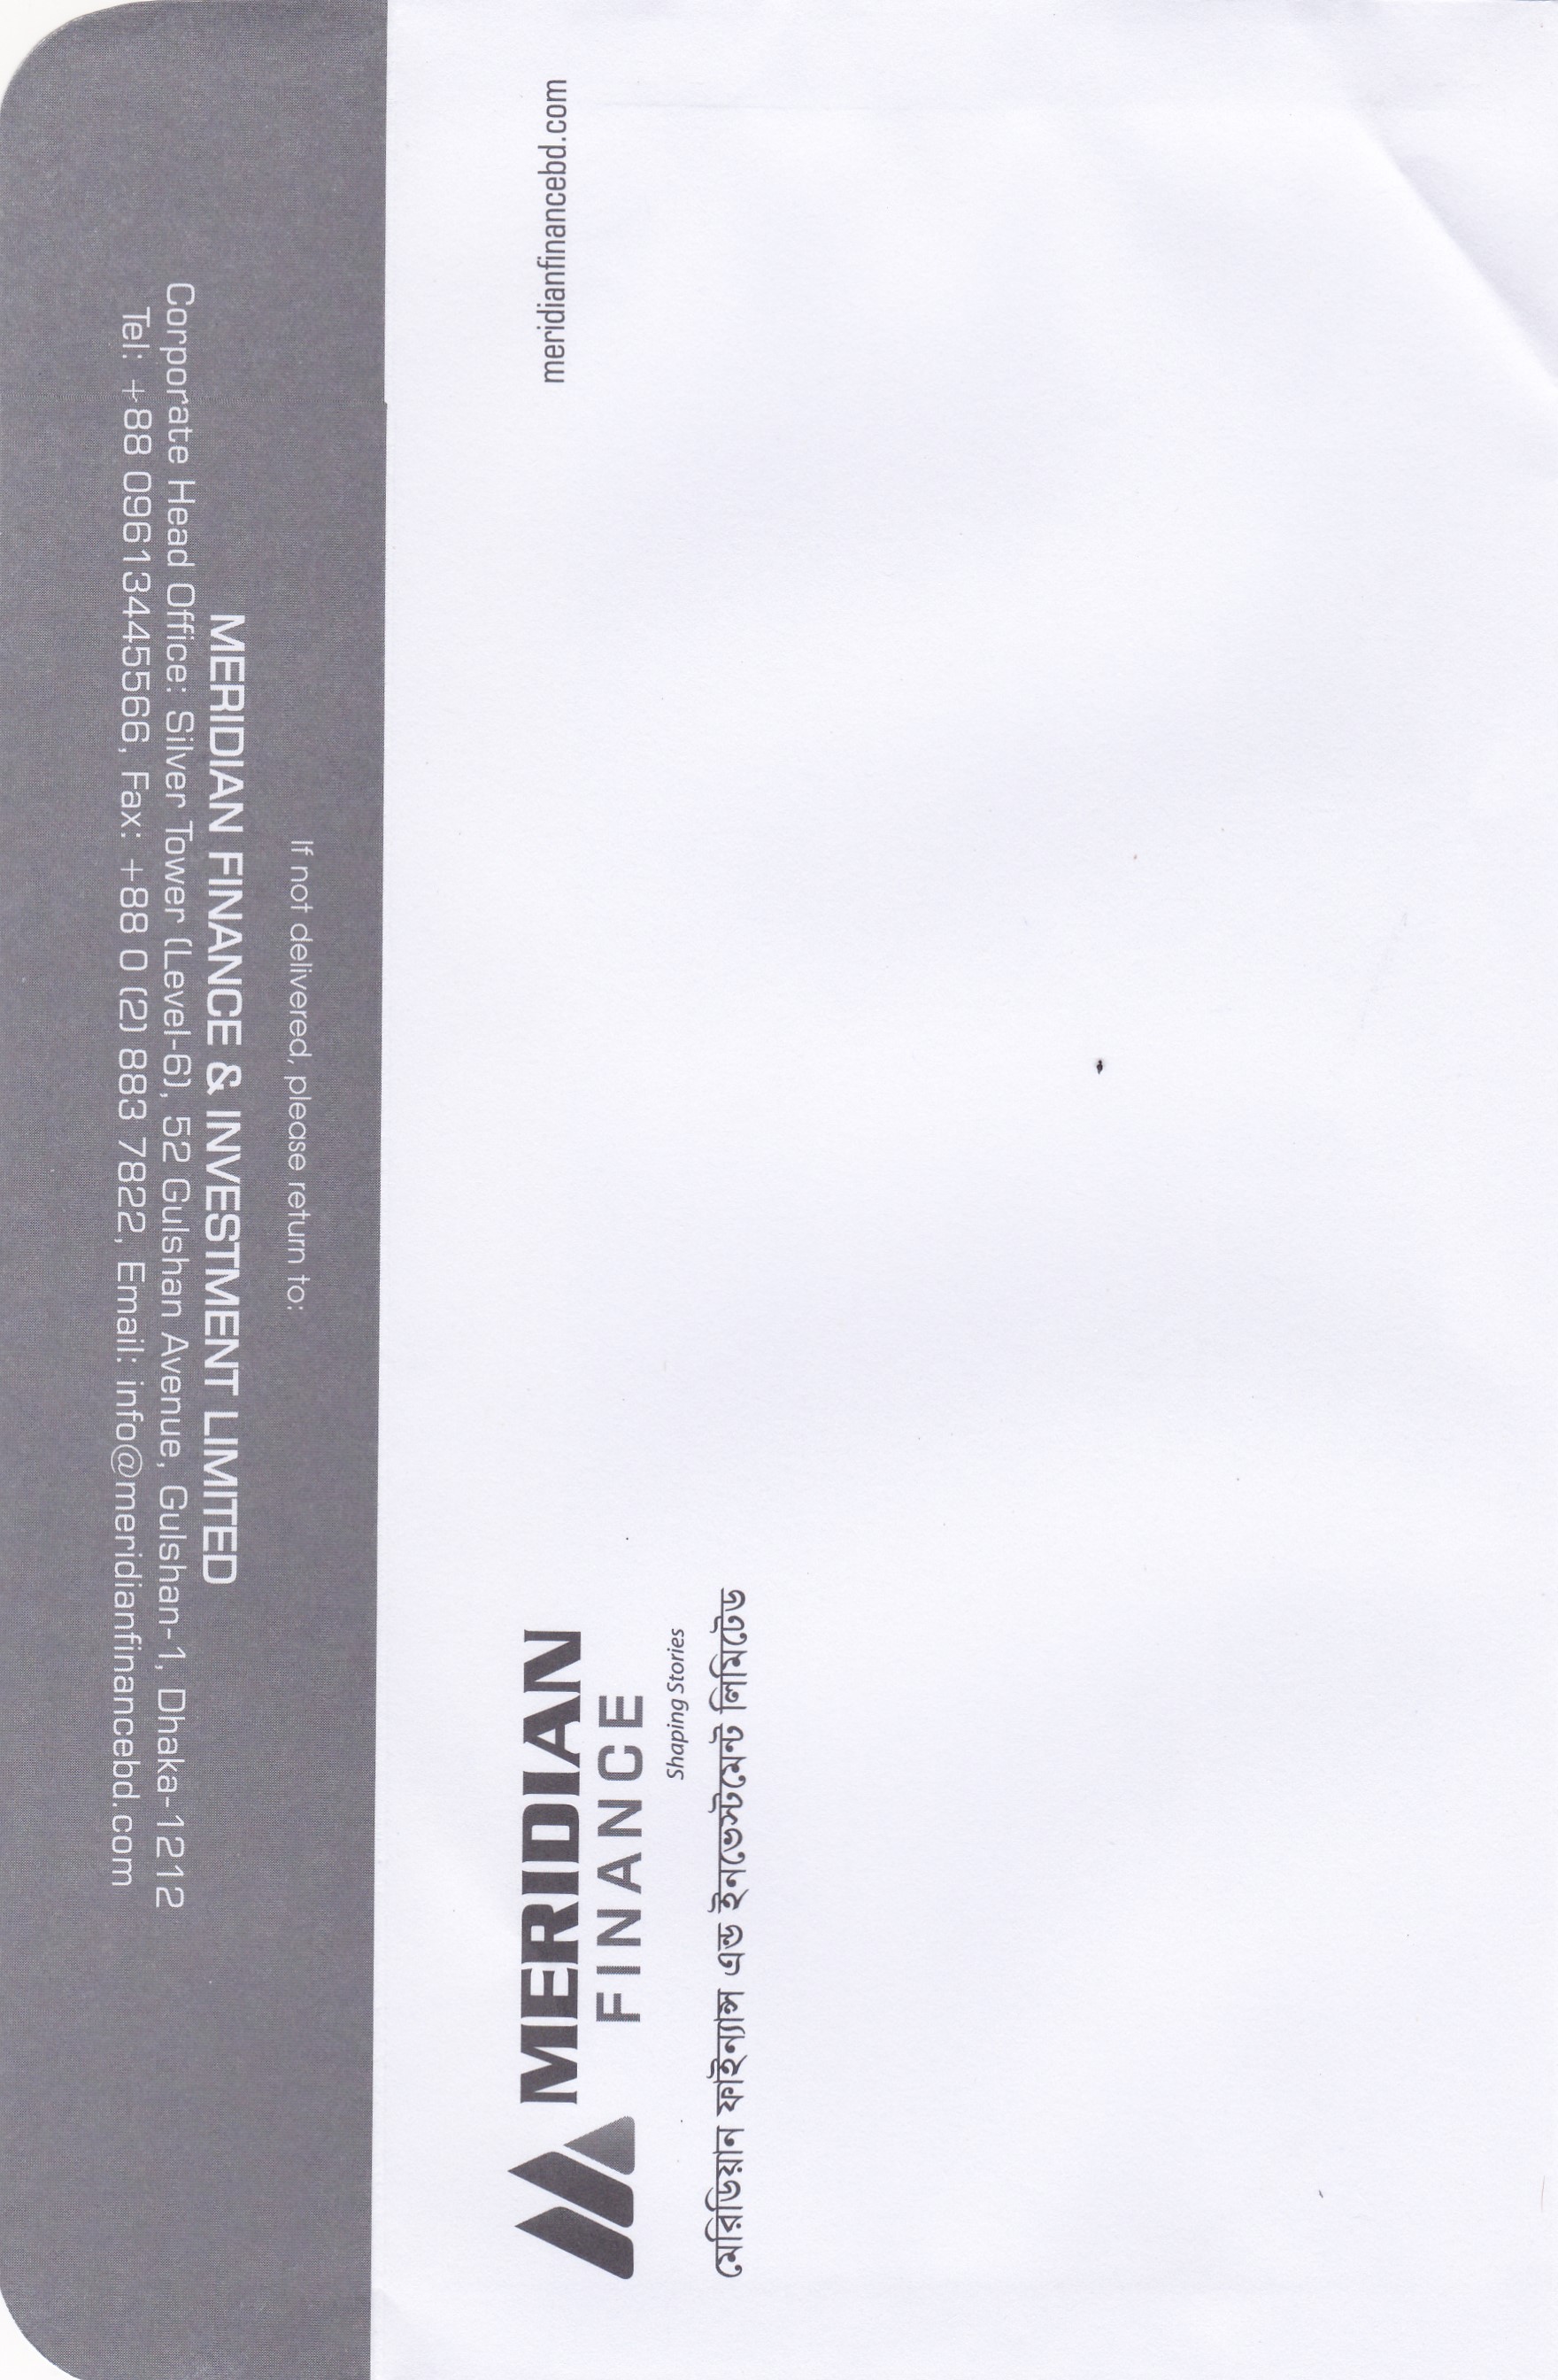 If not delivered, please return to:
MERIDIAN FINANCE & INVESTMENT LIMITED
Corporate Head Office: Silver Tower (Level-6), 52 Gulshan Avenue, Gulshan-1, Dhaka-1212
Tel: +88 09613445566, Fax: +88 0 (2) 883 7822, Email: info@meridianfinancebd.com
MERIDIAN
FINANCE
Shaping Stories
মেরিডিয়ান ফাইন্যান্স এন্ড ইনভেস্টমেন্ট লিমিটেড
meridianfinancebd.com